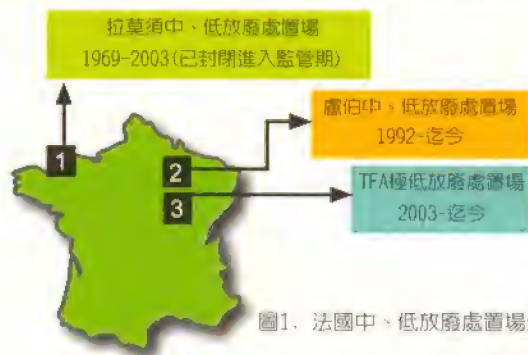 拉莫須中、低放廢處置場
1969-2003(已封閉進入監管期)
盧伯中、低放廢處置場
1992-迄今
TFA極低放廢處置場
2003-迄今
1
2
3
圖1. 法國中、低放廢處置場